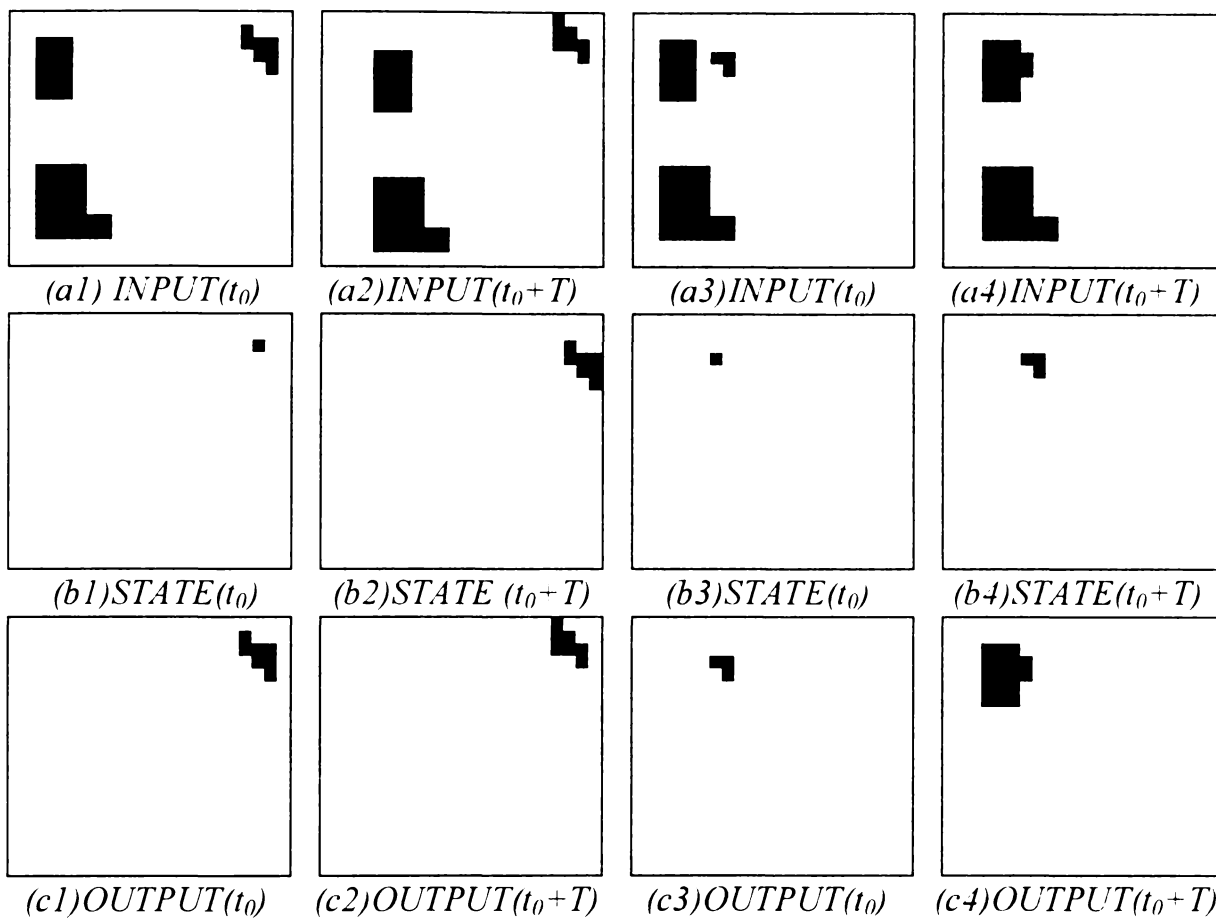 (a1) INPUT(t₀) (a2)INPUT(t₀+T) (a3)INPUT(t₀) (a4)INPUT(t₀+T)
(b1)STATE(t₀) (b2)STATE (t₀+T) (b3)STATE(t₀) (b4)STATE(t₀+T)
(c1)OUTPUT(t₀) (c2)OUTPUT(t₀+T) (c3)OUTPUT(t₀) (c4)OUTPUT(t₀+T)